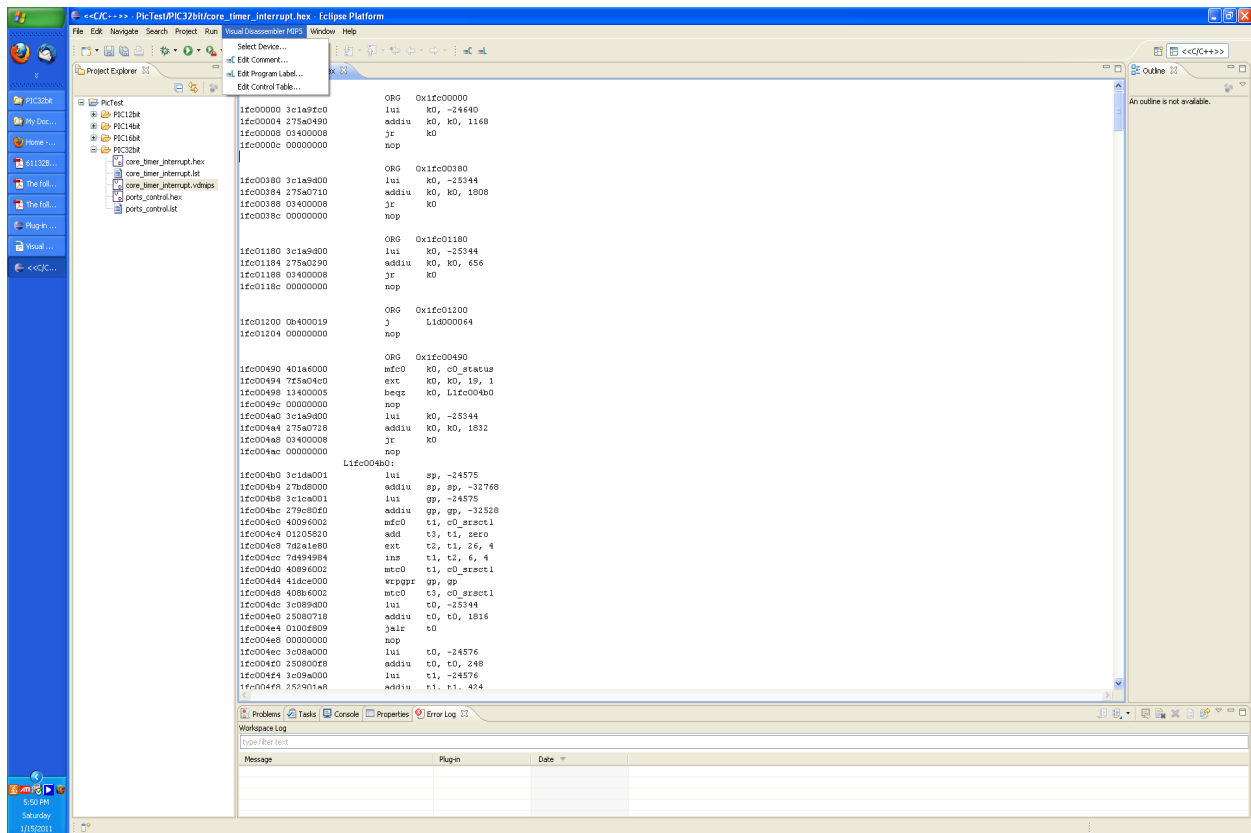 <<C/C++>> - PicTest/PIC32bit/core_timer_interrupt.hex - Eclipse Platform
File Edit Navigate Search Project Run Visual Disassembler MIPS Window Help
Select Device...
Edit Comment...
Edit Program Label...
Edit Control Table...
<<C/C++>>
Project Explorer
Outline
An outline is not available.
PIC32bit
My Doc...
Home -...
61132B...
The foll...
The foll...
Plug-in ...
Visual ...
<<C/C...
PicTest
PIC12bit
PIC14bit
PIC16bit
PIC32bit
core_timer_interrupt.hex
core_timer_interrupt.lst
core_timer_interrupt.vdmips
ports_control.hex
ports_control.lst
ORG 0x1fc00000
1fc00000 3c1a9fc0 lui k0, -24640
1fc00004 275a0490 addiu k0, k0, 1168
1fc00008 03400008 jr k0
1fc0000c 00000000 nop
ORG 0x1fc00380
1fc00380 3c1a9d00 lui k0, -25344
1fc00384 275a0710 addiu k0, k0, 1808
1fc00388 03400008 jr k0
1fc0038c 00000000 nop
ORG 0x1fc01180
1fc01180 3c1a9d00 lui k0, -25344
1fc01184 275a0290 addiu k0, k0, 656
1fc01188 03400008 jr k0
1fc0118c 00000000 nop
ORG 0x1fc01200
1fc01200 0b400019 j L1d000064
1fc01204 00000000 nop
ORG 0x1fc00490
1fc00490 401a6000 mfc0 k0, c0_status
1fc00494 7f5a04c0 ext k0, k0, 19, 1
1fc00498 13400005 beqz k0, L1fc004b0
1fc0049c 00000000 nop
1fc004a0 3c1a9d00 lui k0, -25344
1fc004a4 275a0728 addiu k0, k0, 1832
1fc004a8 03400008 jr k0
1fc004ac 00000000 nop
L1fc004b0:
1fc004b0 3c1da001 lui sp, -24575
1fc004b4 27bd8000 addiu sp, sp, -32768
1fc004b8 3c1ca001 lui gp, -24575
1fc004bc 279c80f0 addiu gp, gp, -32528
1fc004c0 40096002 mfc0 t1, c0_srsctl
1fc004c4 01205820 add t3, t1, zero
1fc004c8 7d2a1e80 ext t2, t1, 26, 4
1fc004cc 7d494984 ins t1, t2, 6, 4
1fc004d0 40896002 mtc0 t1, c0_srsctl
1fc004d4 41dce000 wrpgpr gp, gp
1fc004d8 408b6002 mtc0 t3, c0_srsctl
1fc004dc 3c089d00 lui t0, -25344
1fc004e0 25080718 addiu t0, t0, 1816
1fc004e4 0100f809 jalr t0
1fc004e8 00000000 nop
1fc004ec 3c08a000 lui t0, -24576
1fc004f0 250800f8 addiu t0, t0, 248
1fc004f4 3c09a000 lui t1, -24576
1fc004f8 252901a8 addiu t1, t1, 424
Problems Tasks Console Properties Error Log
Workspace Log
type filter text
Message Plug-in Date
5:50 PM
Saturday
1/15/2011